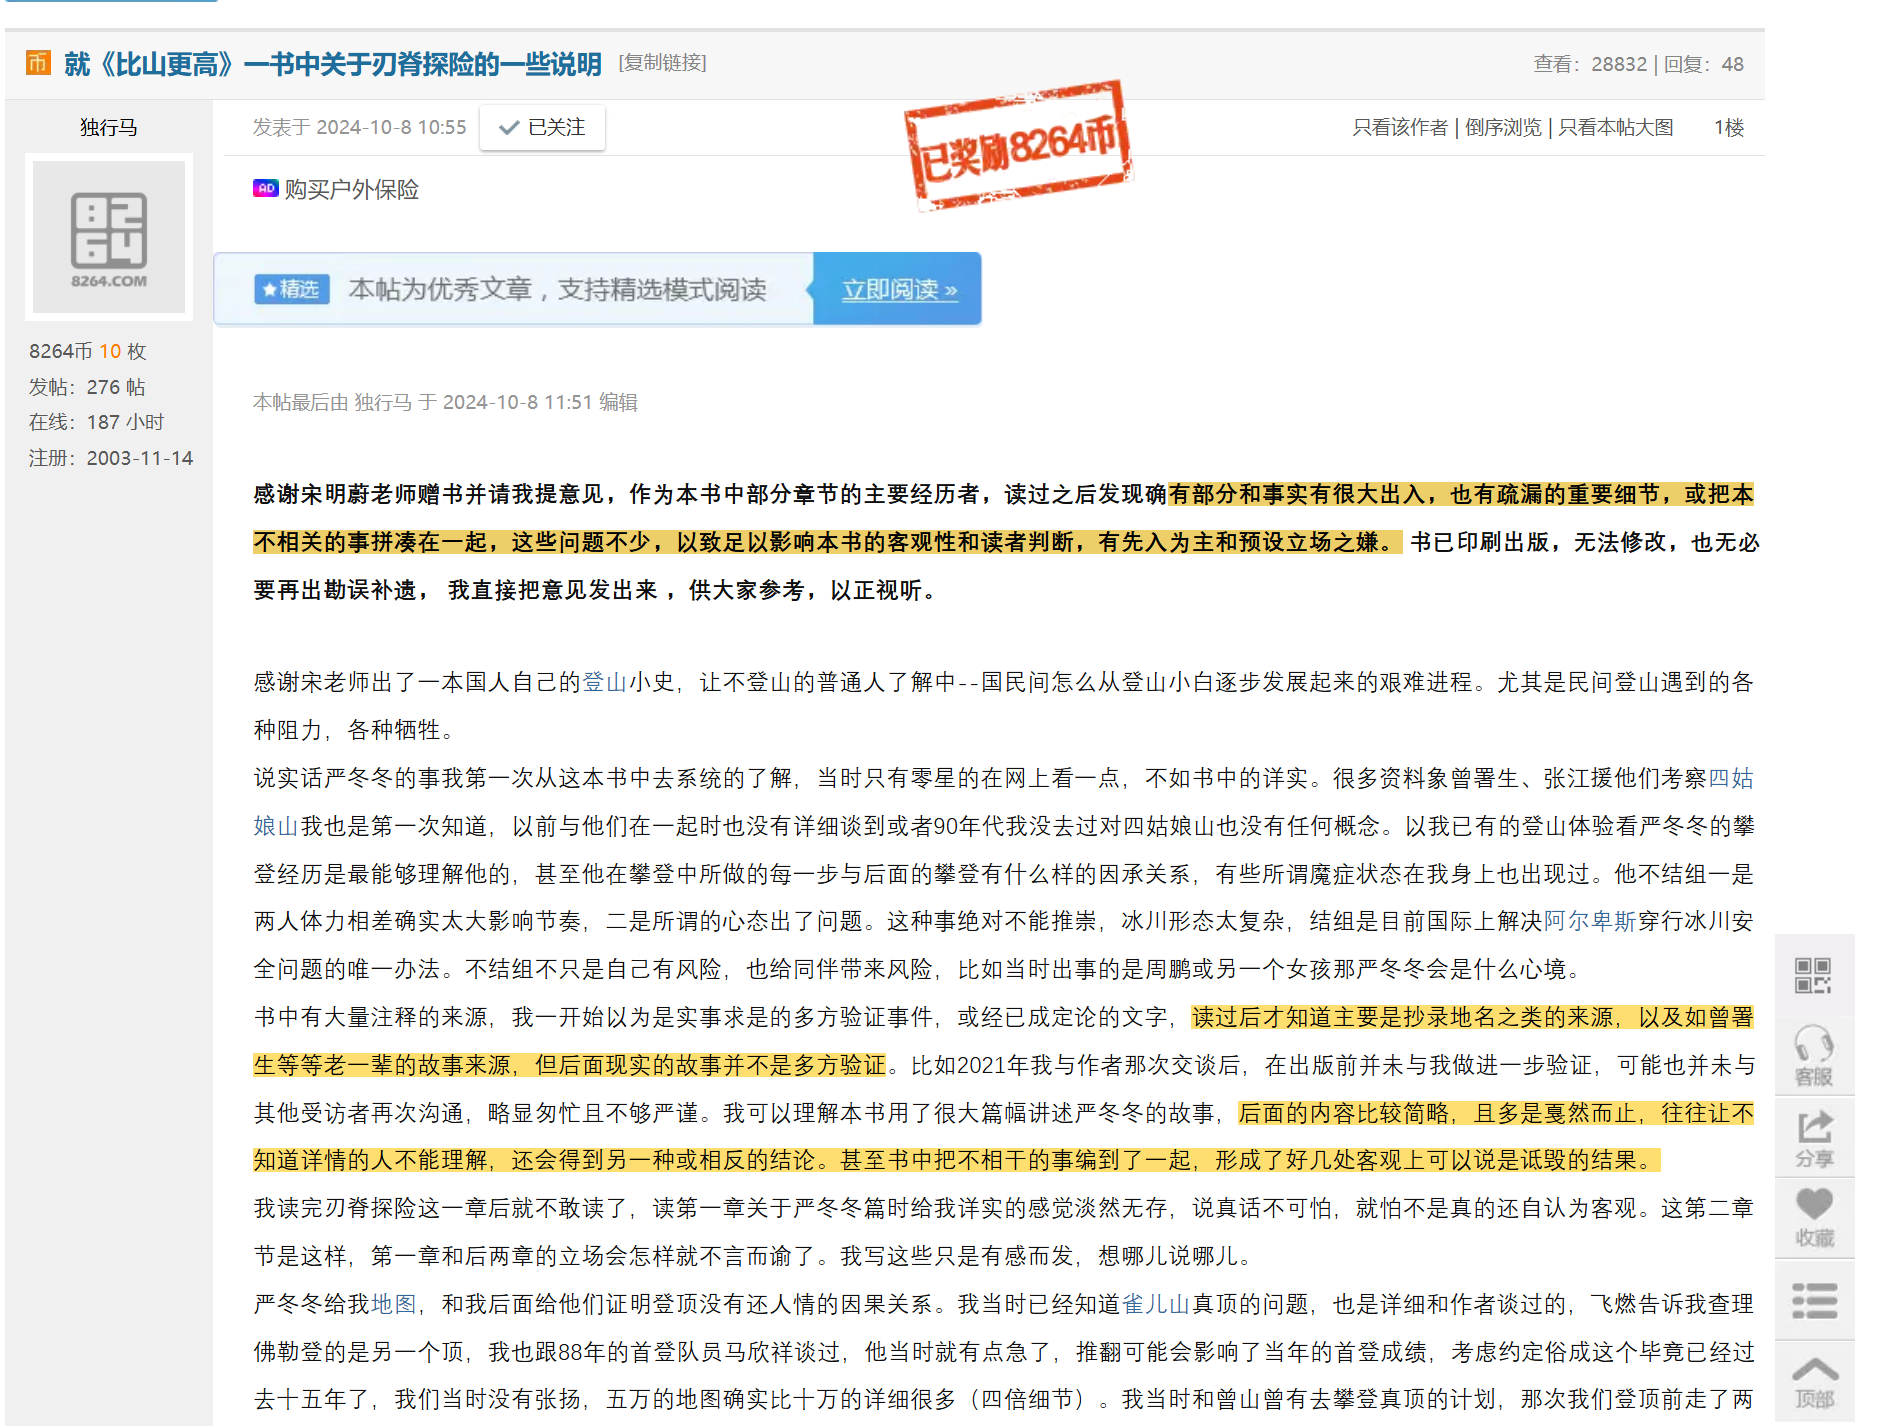 币 就《比山更高》一书中关于刃脊探险的一些说明 [复制链接]
查看：28832 | 回复：48
独行马
发表于 2024-10-8 10:55
已关注
已奖励8264币
只看该作者 | 倒序浏览 | 只看本帖大图
1楼
AD 购买户外保险
8264
8264.COM
精选 本帖为优秀文章，支持精选模式阅读 立即阅读 »
8264币 10 枚
发帖：276 帖
在线：187 小时
注册：2003-11-14
本帖最后由 独行马 于 2024-10-8 11:51 编辑
感谢宋明蔚老师赠书并请我提意见，作为本书中部分章节的主要经历者，读过之后发现确有部分和事实有很大出入，也有疏漏的重要细节，或把本
不相关的事拼凑在一起，这些问题不少，以致足以影响本书的客观性和读者判断，有先入为主和预设立场之嫌。 书已印刷出版，无法修改，也无必
要再出勘误补遗， 我直接把意见发出来 ，供大家参考，以正视听。
感谢宋老师出了一本国人自己的登山小史，让不登山的普通人了解中--国民间怎么从登山小白逐步发展起来的艰难进程。尤其是民间登山遇到的各
种阻力，各种牺牲。
说实话严冬冬的事我第一次从这本书中去系统的了解，当时只有零星的在网上看一点，不如书中的详实。很多资料象曾署生、张江援他们考察四姑
娘山我也是第一次知道，以前与他们在一起时也没有详细谈到或者90年代我没去过对四姑娘山也没有任何概念。以我已有的登山体验看严冬冬的攀
登经历是最能够理解他的，甚至他在攀登中所做的每一步与后面的攀登有什么样的因承关系，有些所谓魔症状态在我身上也出现过。他不结组一是
两人体力相差确实太大影响节奏，二是所谓的心态出了问题。这种事绝对不能推崇，冰川形态太复杂，结组是目前国际上解决阿尔卑斯穿行冰川安
全问题的唯一办法。不结组不只是自己有风险，也给同伴带来风险，比如当时出事的是周鹏或另一个女孩那严冬冬会是什么心境。
书中有大量注释的来源，我一开始以为是实事求是的多方验证事件，或经已成定论的文字，读过后才知道主要是抄录地名之类的来源，以及如曾署
生等等老一辈的故事来源，但后面现实的故事并不是多方验证。比如2021年我与作者那次交谈后，在出版前并未与我做进一步验证，可能也并未与
其他受访者再次沟通，略显匆忙且不够严谨。我可以理解本书用了很大篇幅讲述严冬冬的故事，后面的内容比较简略，且多是戛然而止，往往让不
知道详情的人不能理解，还会得到另一种或相反的结论。甚至书中把不相干的事编到了一起，形成了好几处客观上可以说是诋毁的结果。
我读完刃脊探险这一章后就不敢读了，读第一章关于严冬冬篇时给我详实的感觉淡然无存，说真话不可怕，就怕不是真的还自认为客观。这第二章
节是这样，第一章和后两章的立场会怎样就不言而谕了。我写这些只是有感而发，想哪儿说哪儿。
严冬冬给我地图，和我后面给他们证明登顶没有还人情的因果关系。我当时已经知道雀儿山真顶的问题，也是详细和作者谈过的，飞燃告诉我查理
佛勒登的是另一个顶，我也跟88年的首登队员马欣祥谈过，他当时就有点急了，推翻可能会影响了当年的首登成绩，考虑约定俗成这个毕竟已经过
去十五年了，我们当时没有张扬，五万的地图确实比十万的详细很多（四倍细节）。我当时和曾山曾有去攀登真顶的计划，那次我们登顶前走了两
客服
分享
收藏
顶部